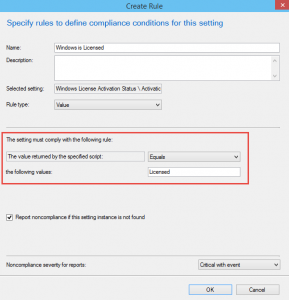 Create Rule
Specify rules to define compliance conditions for this setting
Name:
Windows is Licensed
Description:
Selected setting:
Windows License Activation Status \ Activatic
Rule type:
Value
The setting must comply with the following rule:
The value returned by the specified script:
Equals
the following values:
Licensed
Report noncompliance if this setting instance is not found
Noncompliance severity for reports:
Critical with event
OK
Cancel